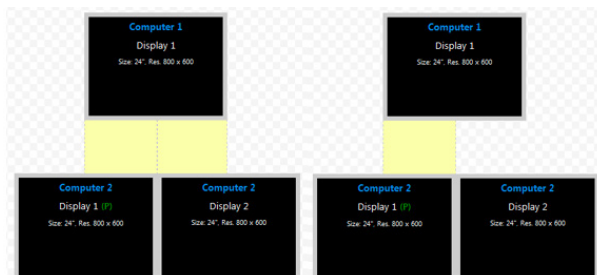 Computer 1
Display 1
Size: 24", Res. 800 x 600
Computer 1
Display 1
Size: 24", Res. 800 x 600
Computer 2
Display 1 (P)
Size: 24", Res. 800 x 600
Computer 2
Display 2
Size: 24", Res. 800 x 600
Computer 2
Display 1 (P)
Size: 24", Res. 800 x 600
Computer 2
Display 2
Size: 24", Res. 800 x 600